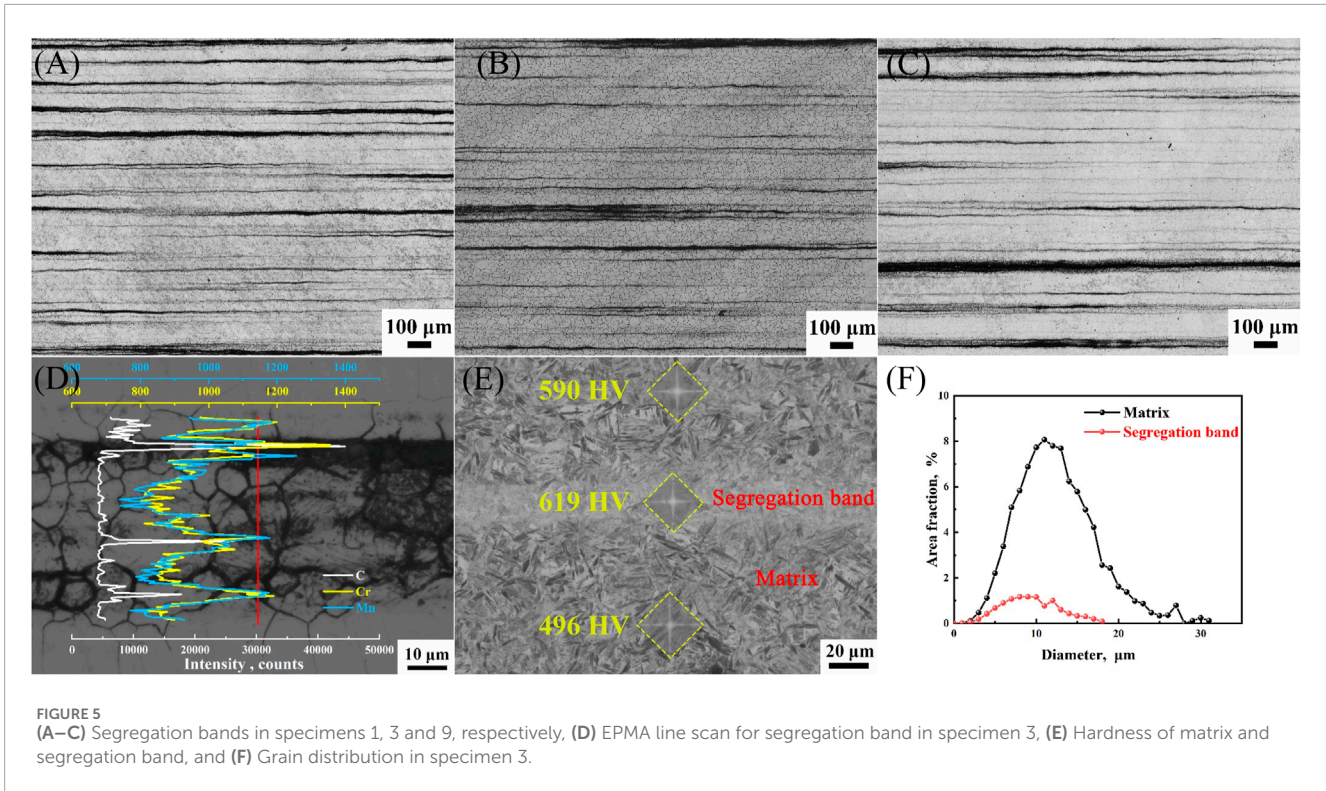 (A)
100 μm
(B)
100 μm
(C)
100 μm
(D)
600 800 1000 1200 1400
600 800 1000 1200 1400
C
Cr
Mn
0 10000 20000 30000 40000 50000
Intensity , counts
10 μm
(E)
590 HV
619 HV
Segregation band
Matrix
496 HV
20 μm
(F)
10
8
6
4
2
0
Area fraction, %
Matrix
Segregation band
0 10 20 30
Diameter, μm
FIGURE 5
(A–C) Segregation bands in specimens 1, 3 and 9, respectively, (D) EPMA line scan for segregation band in specimen 3, (E) Hardness of matrix and
segregation band, and (F) Grain distribution in specimen 3.